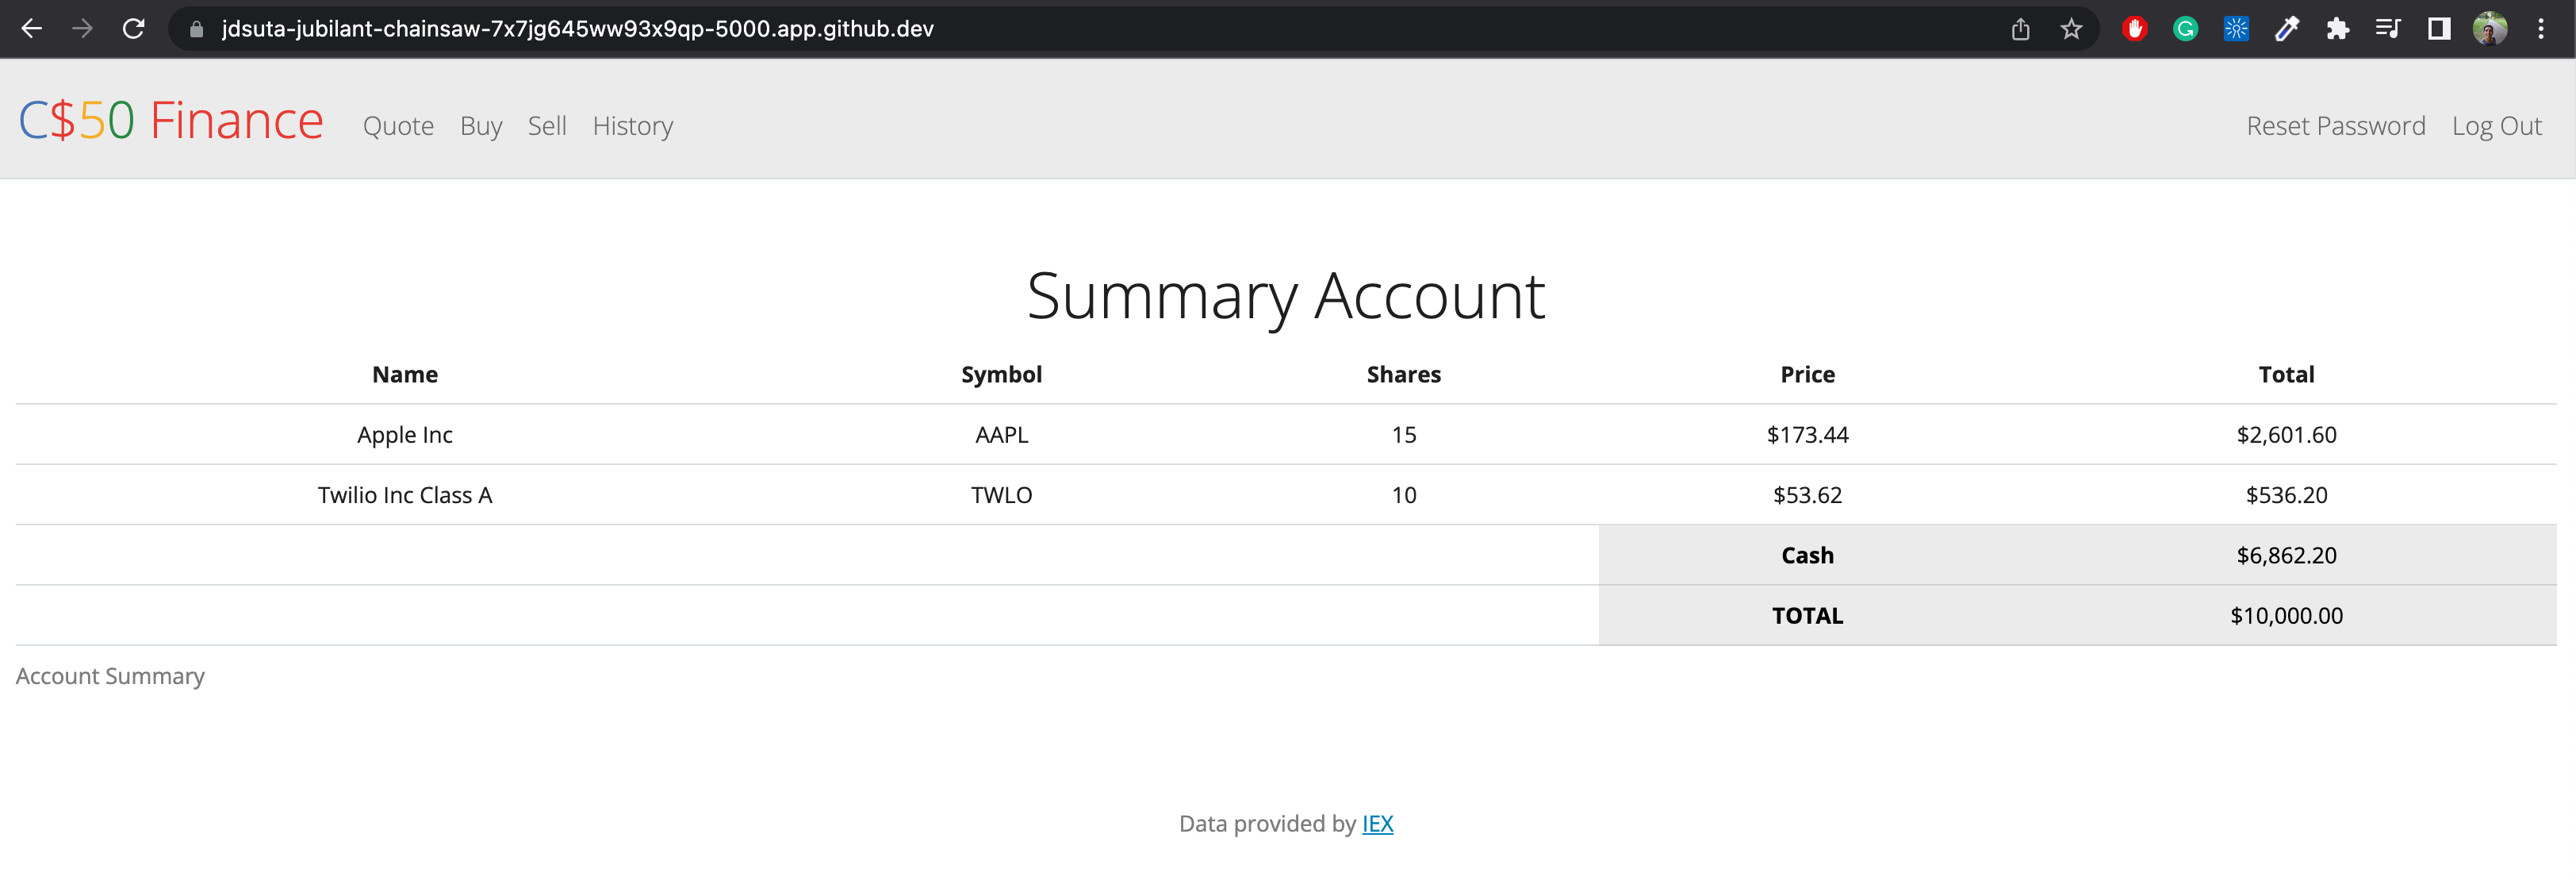 jdsuta-jubilant-chainsaw-7x7jg645ww93x9qp-5000.app.github.dev
C$50 Finance Quote Buy Sell History Reset Password Log Out
Summary Account
Name Symbol Shares Price Total
Apple Inc AAPL 15 $173.44 $2,601.60
Twilio Inc Class A TWLO 10 $53.62 $536.20
Cash $6,862.20
TOTAL $10,000.00
Account Summary
Data provided by IEX